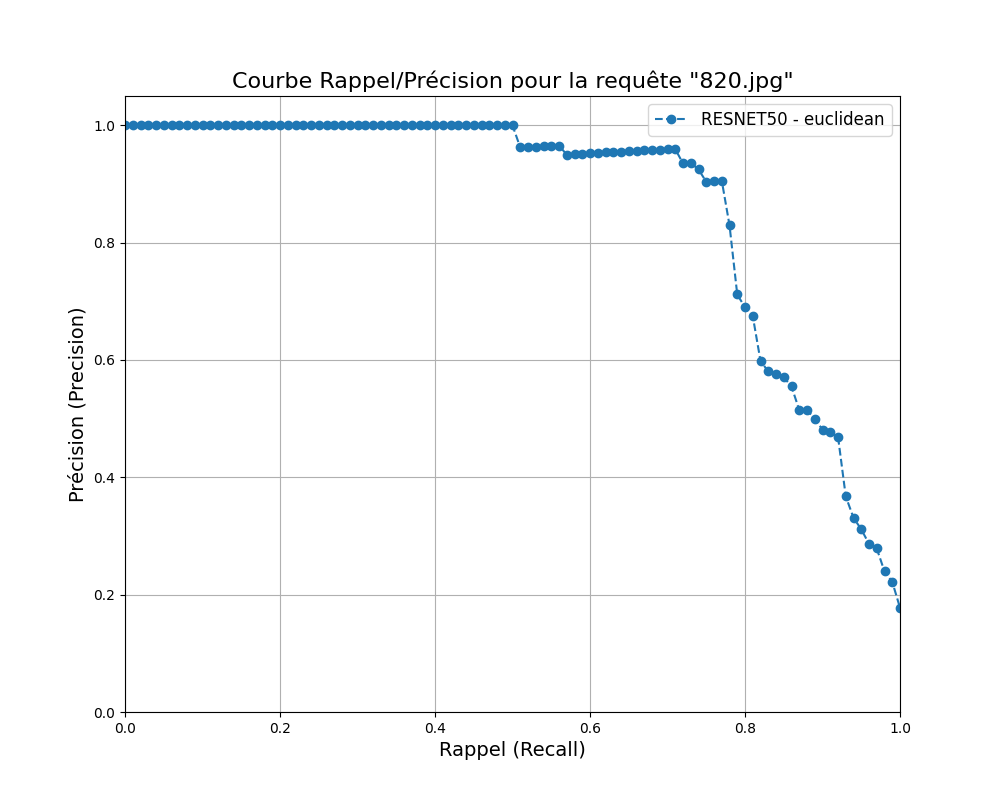 Courbe Rappel/Précision pour la requête "820.jpg"
RESNET50 - euclidean
1.0
0.8
0.6
0.4
0.2
0.0
Précision (Precision)
0.0 0.2 0.4 0.6 0.8 1.0
Rappel (Recall)